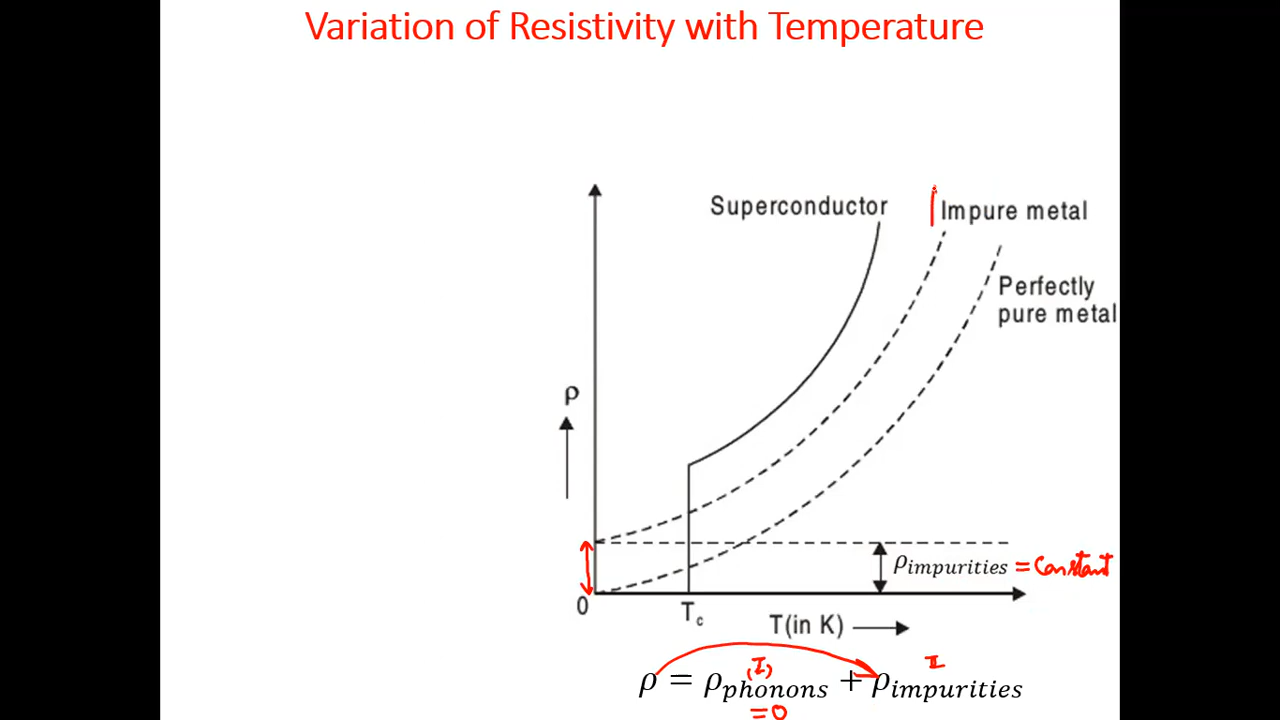 Variation of Resistivity with Temperature
Superconductor
Impure metal
Perfectly
pure metal
ρ
ρimpurities = Constant
0
Tc
T(in K)
(I) II
ρ = ρphonons + ρimpurities
= 0